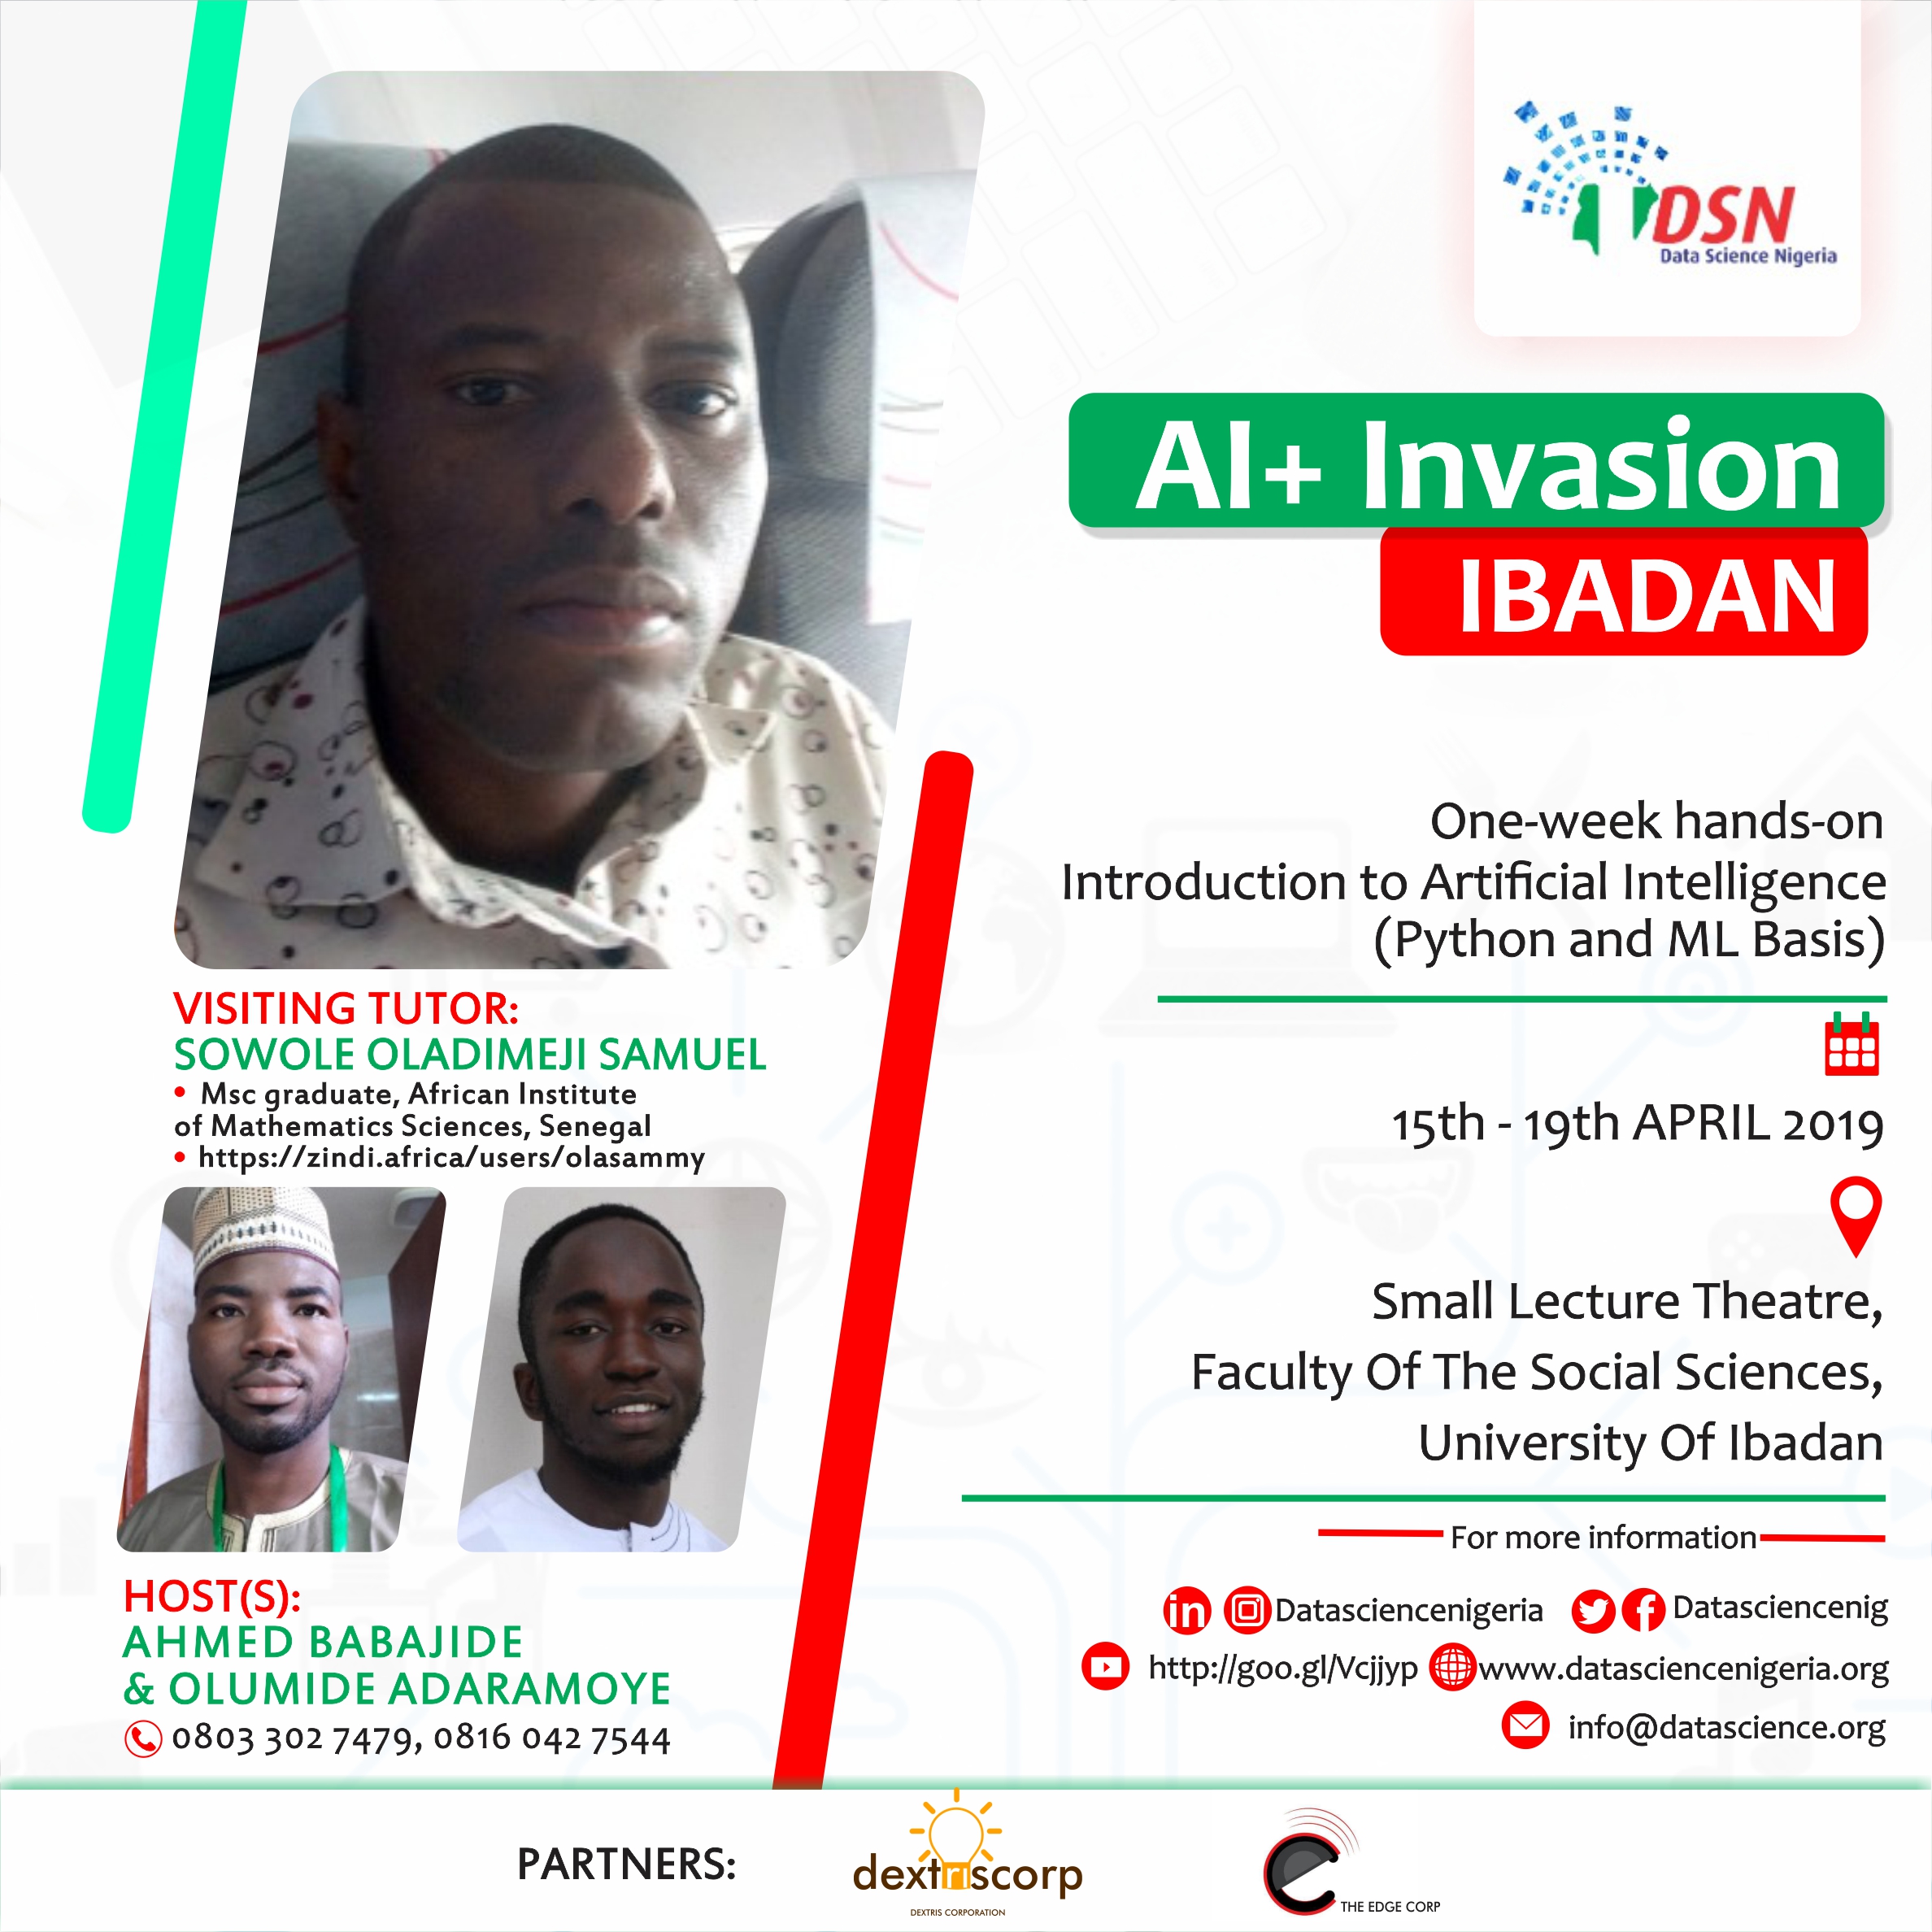 DSN
Data Science Nigeria
AI+ Invasion
IBADAN
One-week hands-on
Introduction to Artificial Intelligence
(Python and ML Basis)
15th - 19th APRIL 2019
Small Lecture Theatre,
Faculty Of The Social Sciences,
University Of Ibadan
For more information
in Datasciencenigeria Datasciencenig
http://goo.gl/Vcjjyp www.datasciencenigeria.org
info@datascience.org
VISITING TUTOR:
SOWOLE OLADIMEJI SAMUEL
• Msc graduate, African Institute
of Mathematics Sciences, Senegal
• https://zindi.africa/users/olasammy
HOST(S):
AHMED BABAJIDE
& OLUMIDE ADARAMOYE
0803 302 7479, 0816 042 7544
PARTNERS:
dextriscorp
DEXTRIS CORPORATION
e
THE EDGE CORP